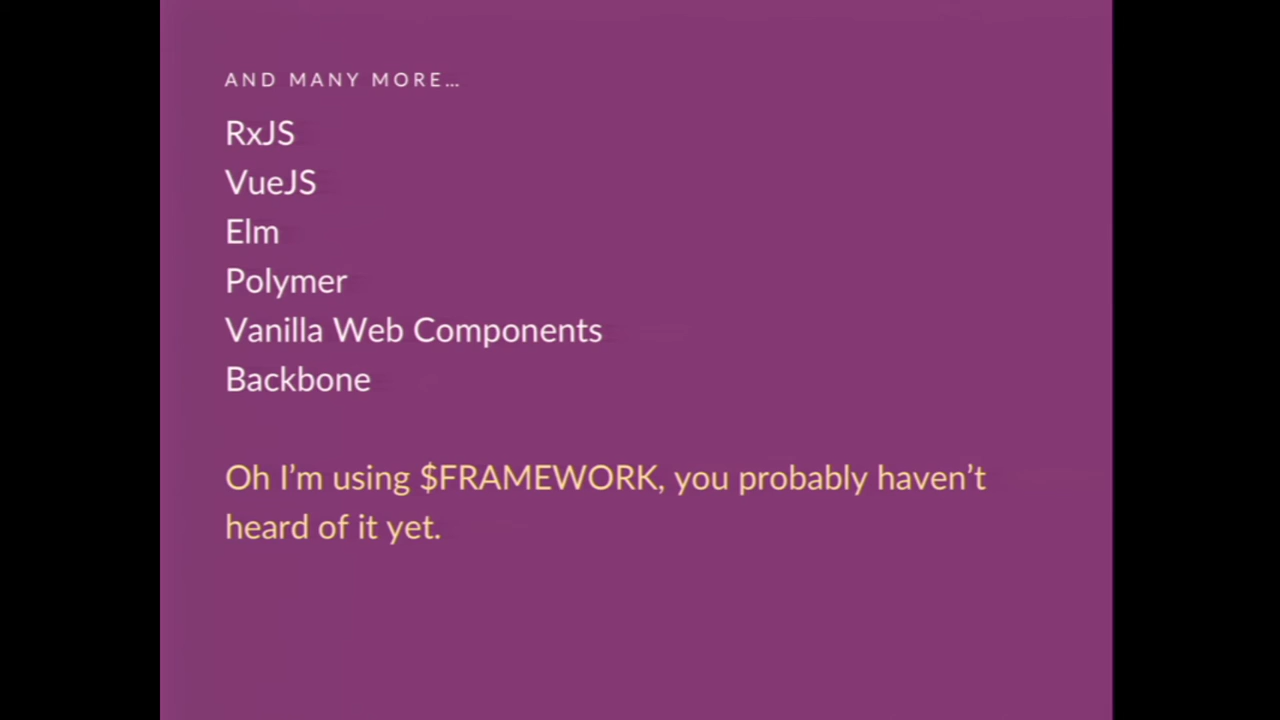 AND MANY MORE…
RxJS
VueJS
Elm
Polymer
Vanilla Web Components
Backbone
Oh I’m using $FRAMEWORK, you probably haven’t
heard of it yet.